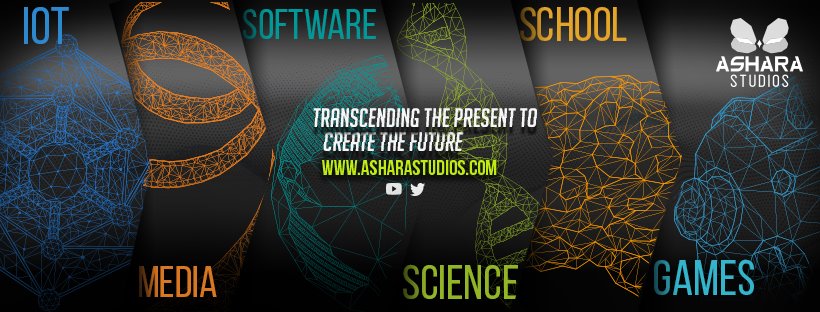 IOT
SOFTWARE
SCHOOL
ASHARA
STUDIOS
TRANSCENDING THE PRESENT TO
CREATE THE FUTURE
WWW.ASHARASTUDIOS.COM
MEDIA
SCIENCE
GAMES